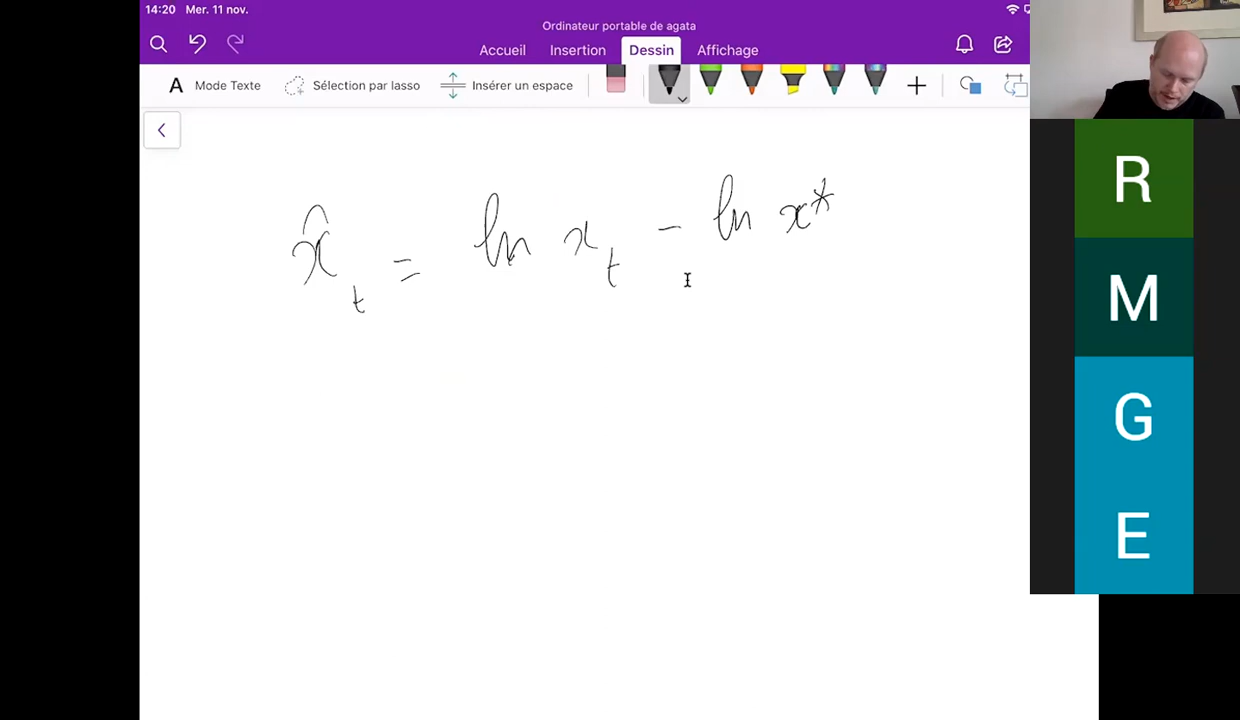 14:20 Mer. 11 nov.
Ordinateur portable de agata
Accueil Insertion Dessin Affichage
A Mode Texte Sélection par lasso Insérer un espace
x̂_t = ln x_t - ln x*
R
M
G
E